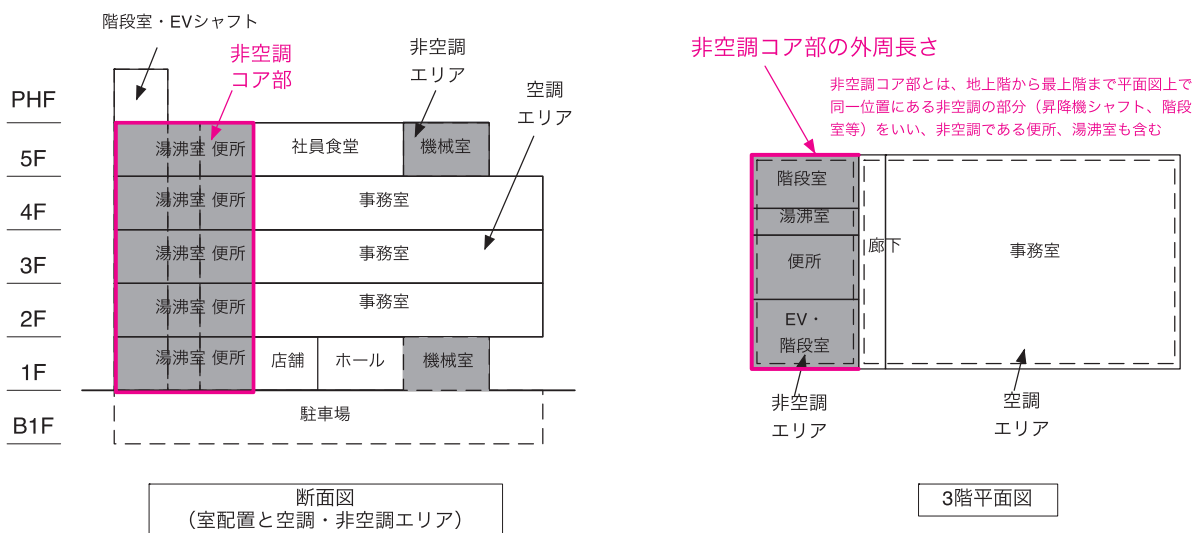 階段室・EVシャフト
非空調
コア部
非空調
エリア
空調
エリア
PHF
5F
湯沸室 便所
社員食堂
機械室
4F
湯沸室 便所
事務室
3F
湯沸室 便所
事務室
2F
湯沸室 便所
事務室
1F
湯沸室 便所
店舗
ホール
機械室
B1F
駐車場
断面図
（室配置と空調・非空調エリア）
非空調コア部の外周長さ
非空調コア部とは、地上階から最上階まで平面図上で
同一位置にある非空調の部分（昇降機シャフト、階段
室等）をいい、非空調である便所、湯沸室も含む
階段室
湯沸室
便所
EV・
階段室
廊下
事務室
非空調
エリア
空調
エリア
3階平面図